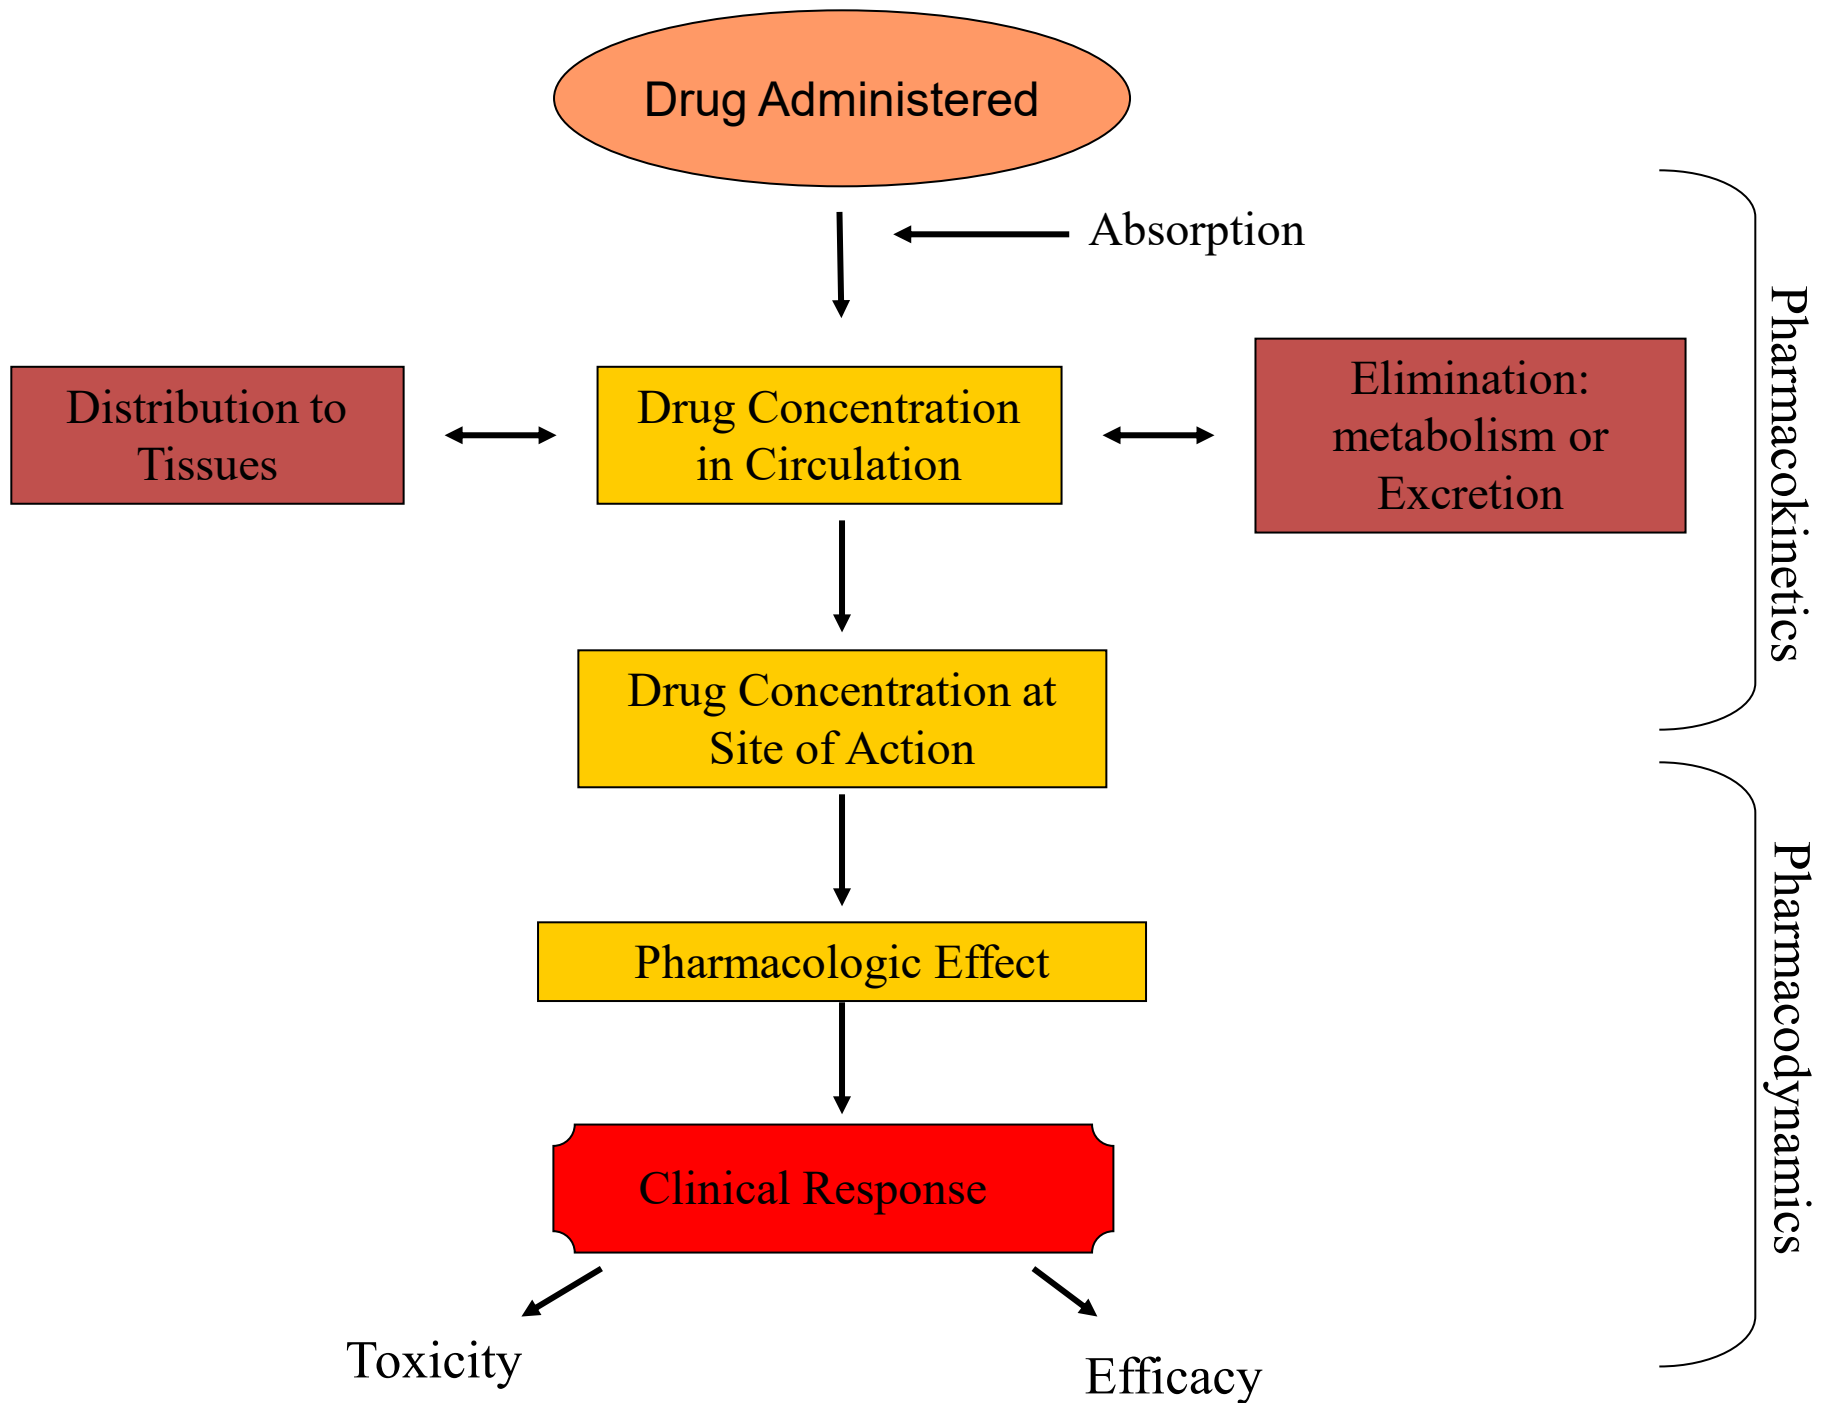 Drug Administered
Absorption
Distribution to
Tissues
Drug Concentration
in Circulation
Elimination:
metabolism or
Excretion
Pharmacokinetics
Drug Concentration at
Site of Action
Pharmacologic Effect
Clinical Response
Pharmacodynamics
Toxicity
Efficacy